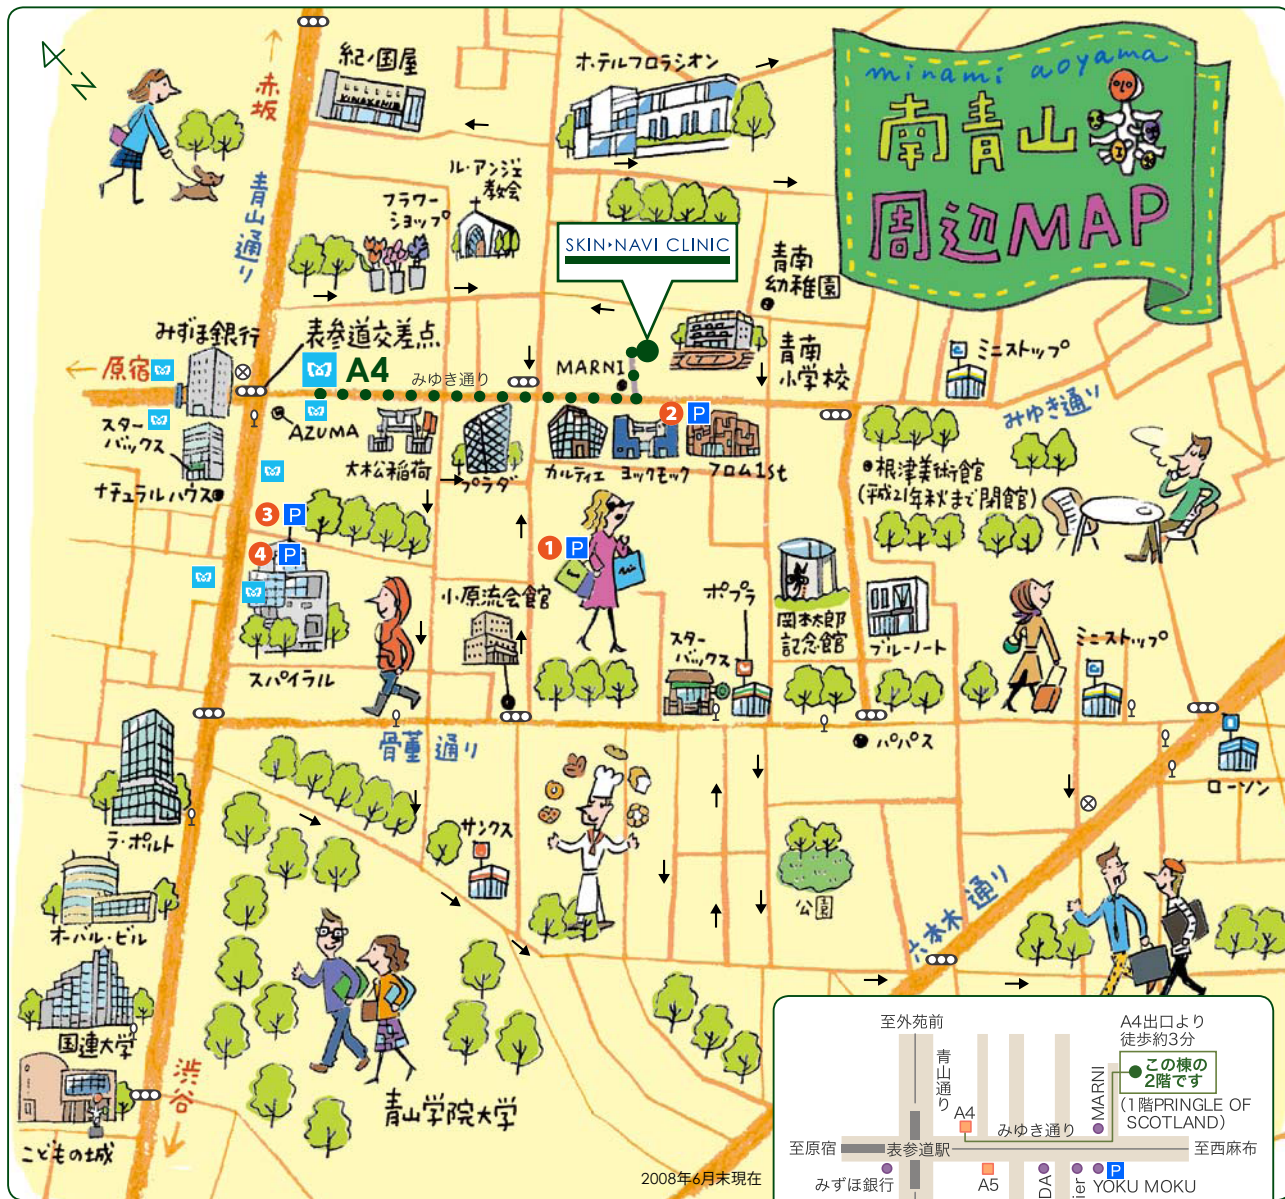 minami aoyama
南青山
周辺MAP
N
赤坂
紀ノ国屋
KINOKUNIYA
ホテルフロラシオン
青山通り
フラワー
ショップ
ル・アンジェ
教会
SKIN・NAVI CLINIC
青南
幼稚園
みずほ銀行
表参道交差点
原宿
A4
みゆき通り
MARNI
青南
小学校
ミニストップ
スター
バックス
AZUMA
大松稲荷
プラダ
カルティエ
ヨックモック
フロム1st
2 P
みゆき通り
ナチュラルハウス
根津美術館
(平成21年秋まで閉館)
3 P
4 P
1 P
小原流会館
ポプラ
スター
バックス
岡本太郎
記念館
ブルーノート
ミニストップ
スパイラル
骨董通り
パパス
ローソン
ラ・ポルト
サンクス
公園
六本木通り
オーバル・ビル
国連大学
渋谷
こどもの城
青山学院大学
2008年6月末現在
至外苑前
A4出口より
徒歩約3分
青山通り
この棟の
2階です
MARNI
(1階PRINGLE OF
SCOTLAND)
A4
みゆき通り
至原宿
表参道駅
至西麻布
みずほ銀行
A5
DA
ier
P
YOKU MOKU